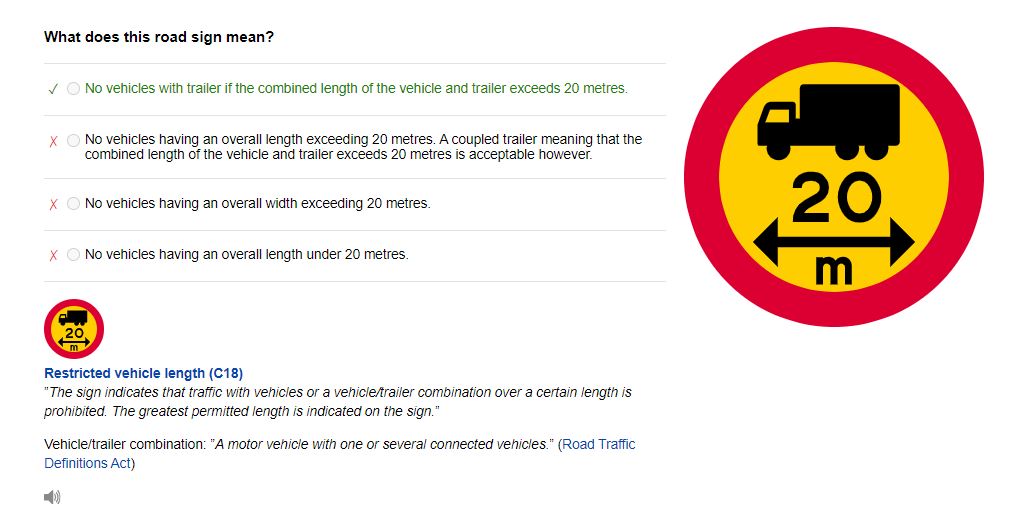 What does this road sign mean?
No vehicles with trailer if the combined length of the vehicle and trailer exceeds 20 metres.
No vehicles having an overall length exceeding 20 metres. A coupled trailer meaning that the
combined length of the vehicle and trailer exceeds 20 metres is acceptable however.
No vehicles having an overall width exceeding 20 metres.
No vehicles having an overall length under 20 metres.
20
m
20
m
Restricted vehicle length (C18)
"The sign indicates that traffic with vehicles or a vehicle/trailer combination over a certain length is
prohibited. The greatest permitted length is indicated on the sign."
Vehicle/trailer combination: "A motor vehicle with one or several connected vehicles." (Road Traffic
Definitions Act)